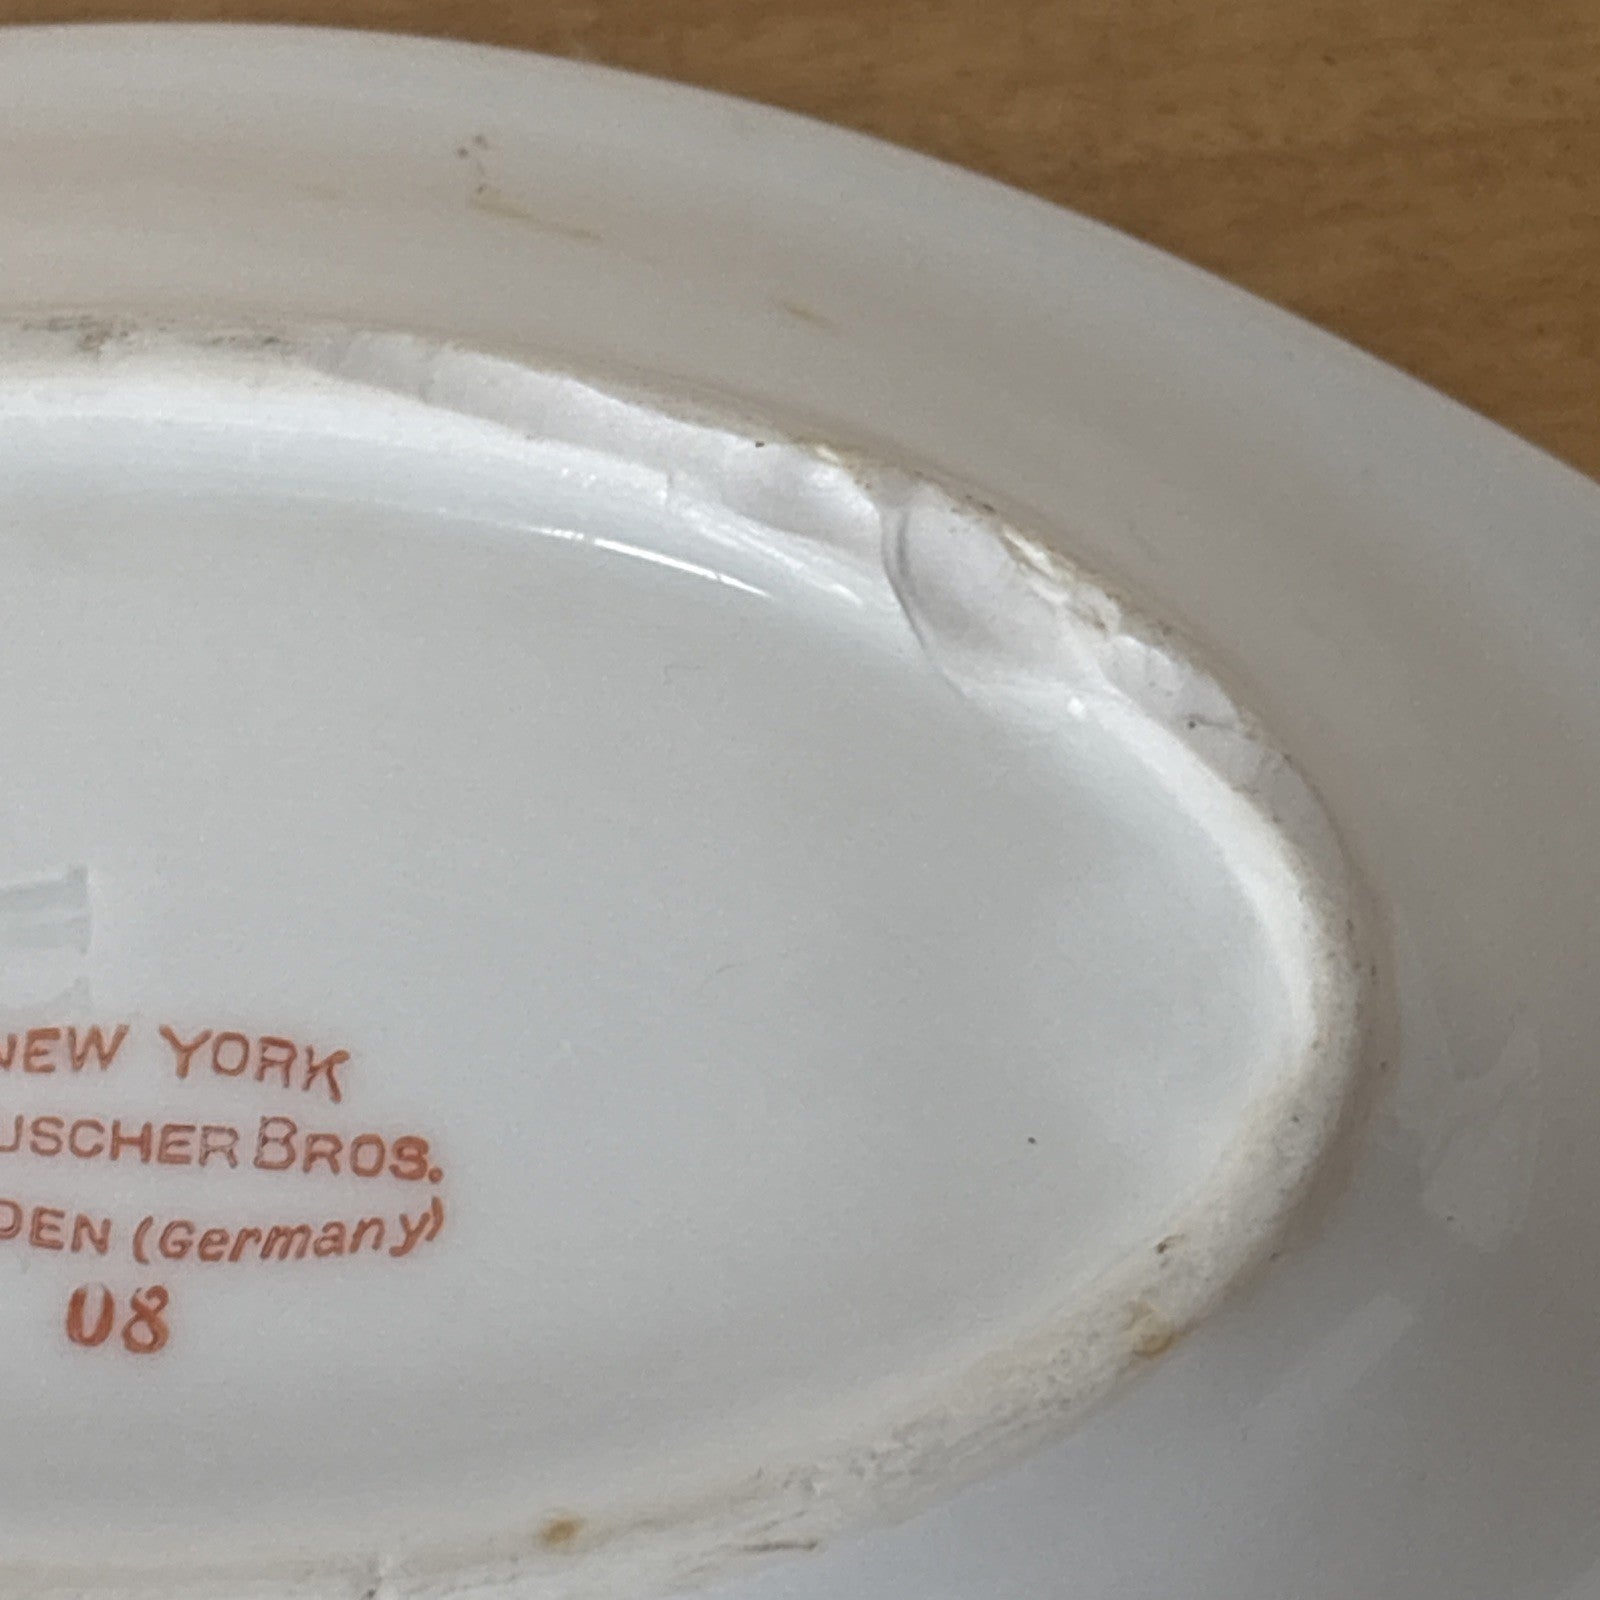 NEW YORK
USCHER BROS.
DEN (Germany)
08